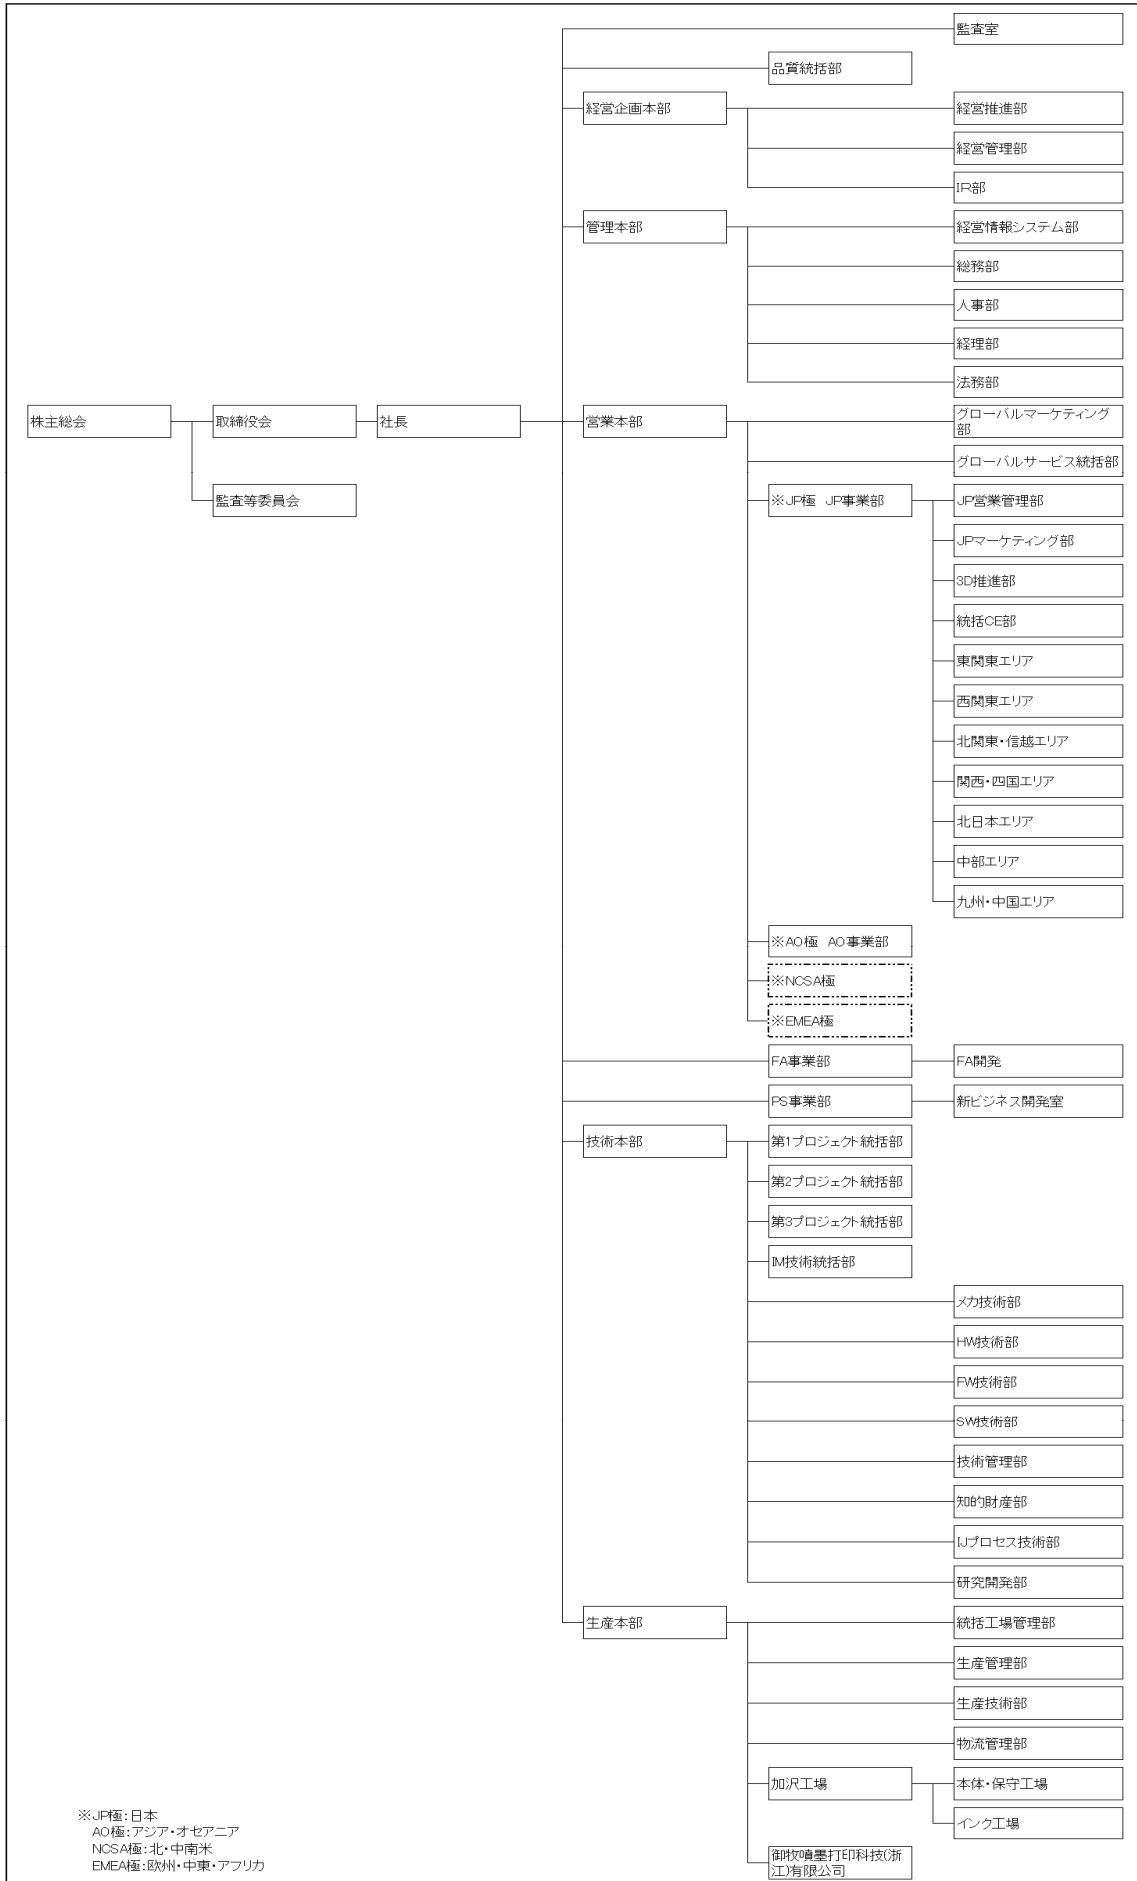 監査室
品質統括部
経営企画本部
経営推進部
経営管理部
IR部
管理本部
経営情報システム部
総務部
人事部
経理部
法務部
株主総会
取締役会
社長
営業本部
グローバルマーケティング
部
グローバルサービス統括部
監査等委員会
※JP極 JP事業部
JP営業管理部
JPマーケティング部
3D推進部
統括CE部
東関東エリア
西関東エリア
北関東・信越エリア
関西・四国エリア
北日本エリア
中部エリア
九州・中国エリア
※AO極 AO事業部
※NCSA極
※EMEA極
FA事業部
FA開発
PS事業部
新ビジネス開発室
技術本部
第1プロジェクト統括部
第2プロジェクト統括部
第3プロジェクト統括部
IM技術統括部
メカ技術部
HW技術部
FW技術部
SW技術部
技術管理部
知的財産部
IJプロセス技術部
研究開発部
生産本部
統括工場管理部
生産管理部
生産技術部
物流管理部
加沢工場
本体・保守工場
インク工場
御牧噴墨打印科技(浙
江)有限公司
※JP極：日本
AO極：アジア・オセアニア
NCSA極：北・中南米
EMEA極：欧州・中東・アフリカ